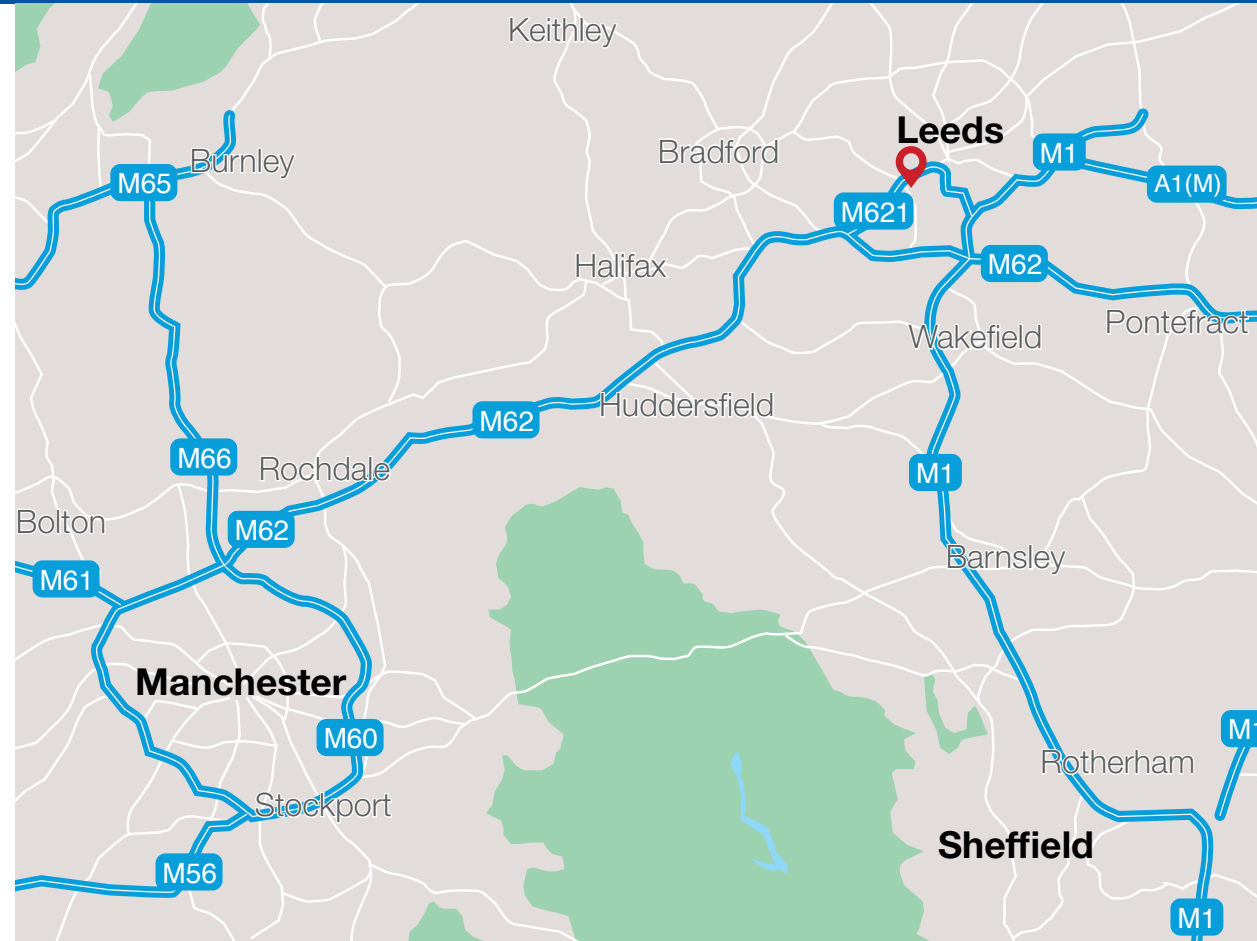 Keithley
Leeds
Bradford
M1
Burnley
M65
A1(M)
M621
Halifax
M62
Pontefract
Wakefield
Huddersfield
M62
M66
Rochdale
M1
Bolton
M62
Barnsley
M61
Manchester
M1
M60
Rotherham
Stockport
Sheffield
M56
M1